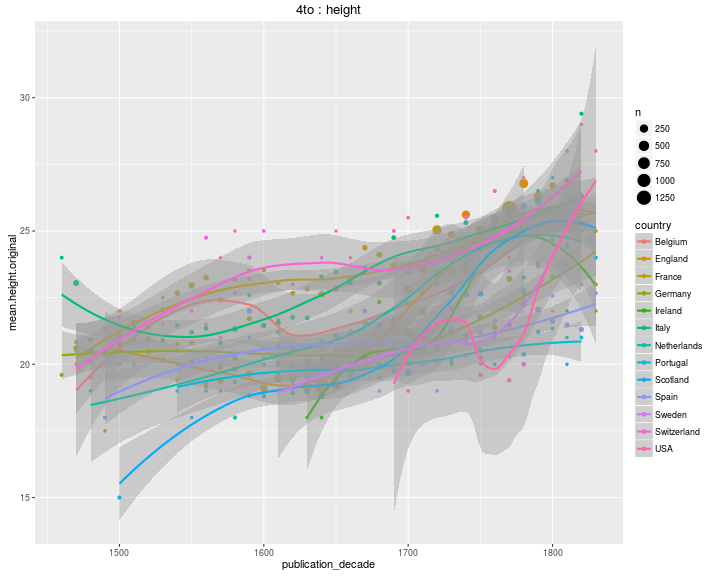 4to : height
mean.height.original
30
25
20
15
1500
1600
1700
1800
publication_decade
n
250
500
750
1000
1250
country
Belgium
England
France
Germany
Ireland
Italy
Netherlands
Portugal
Scotland
Spain
Sweden
Switzerland
USA